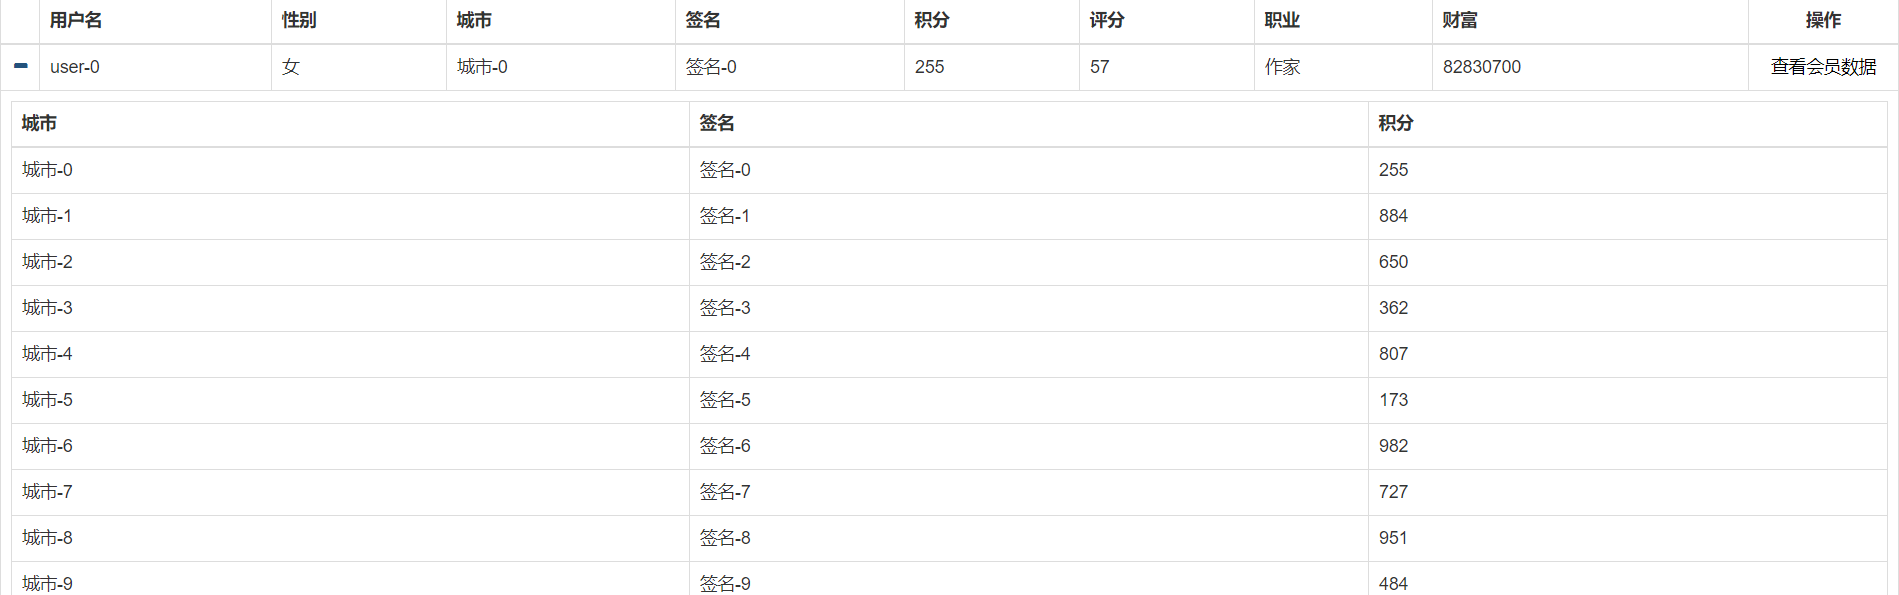 用户名 性别 城市 签名 积分 评分 职业 财富 操作
user-0 女 城市-0 签名-0 255 57 作家 82830700 查看会员数据
城市 签名 积分
城市-0 签名-0 255
城市-1 签名-1 884
城市-2 签名-2 650
城市-3 签名-3 362
城市-4 签名-4 807
城市-5 签名-5 173
城市-6 签名-6 982
城市-7 签名-7 727
城市-8 签名-8 951
城市-9 签名-9 484